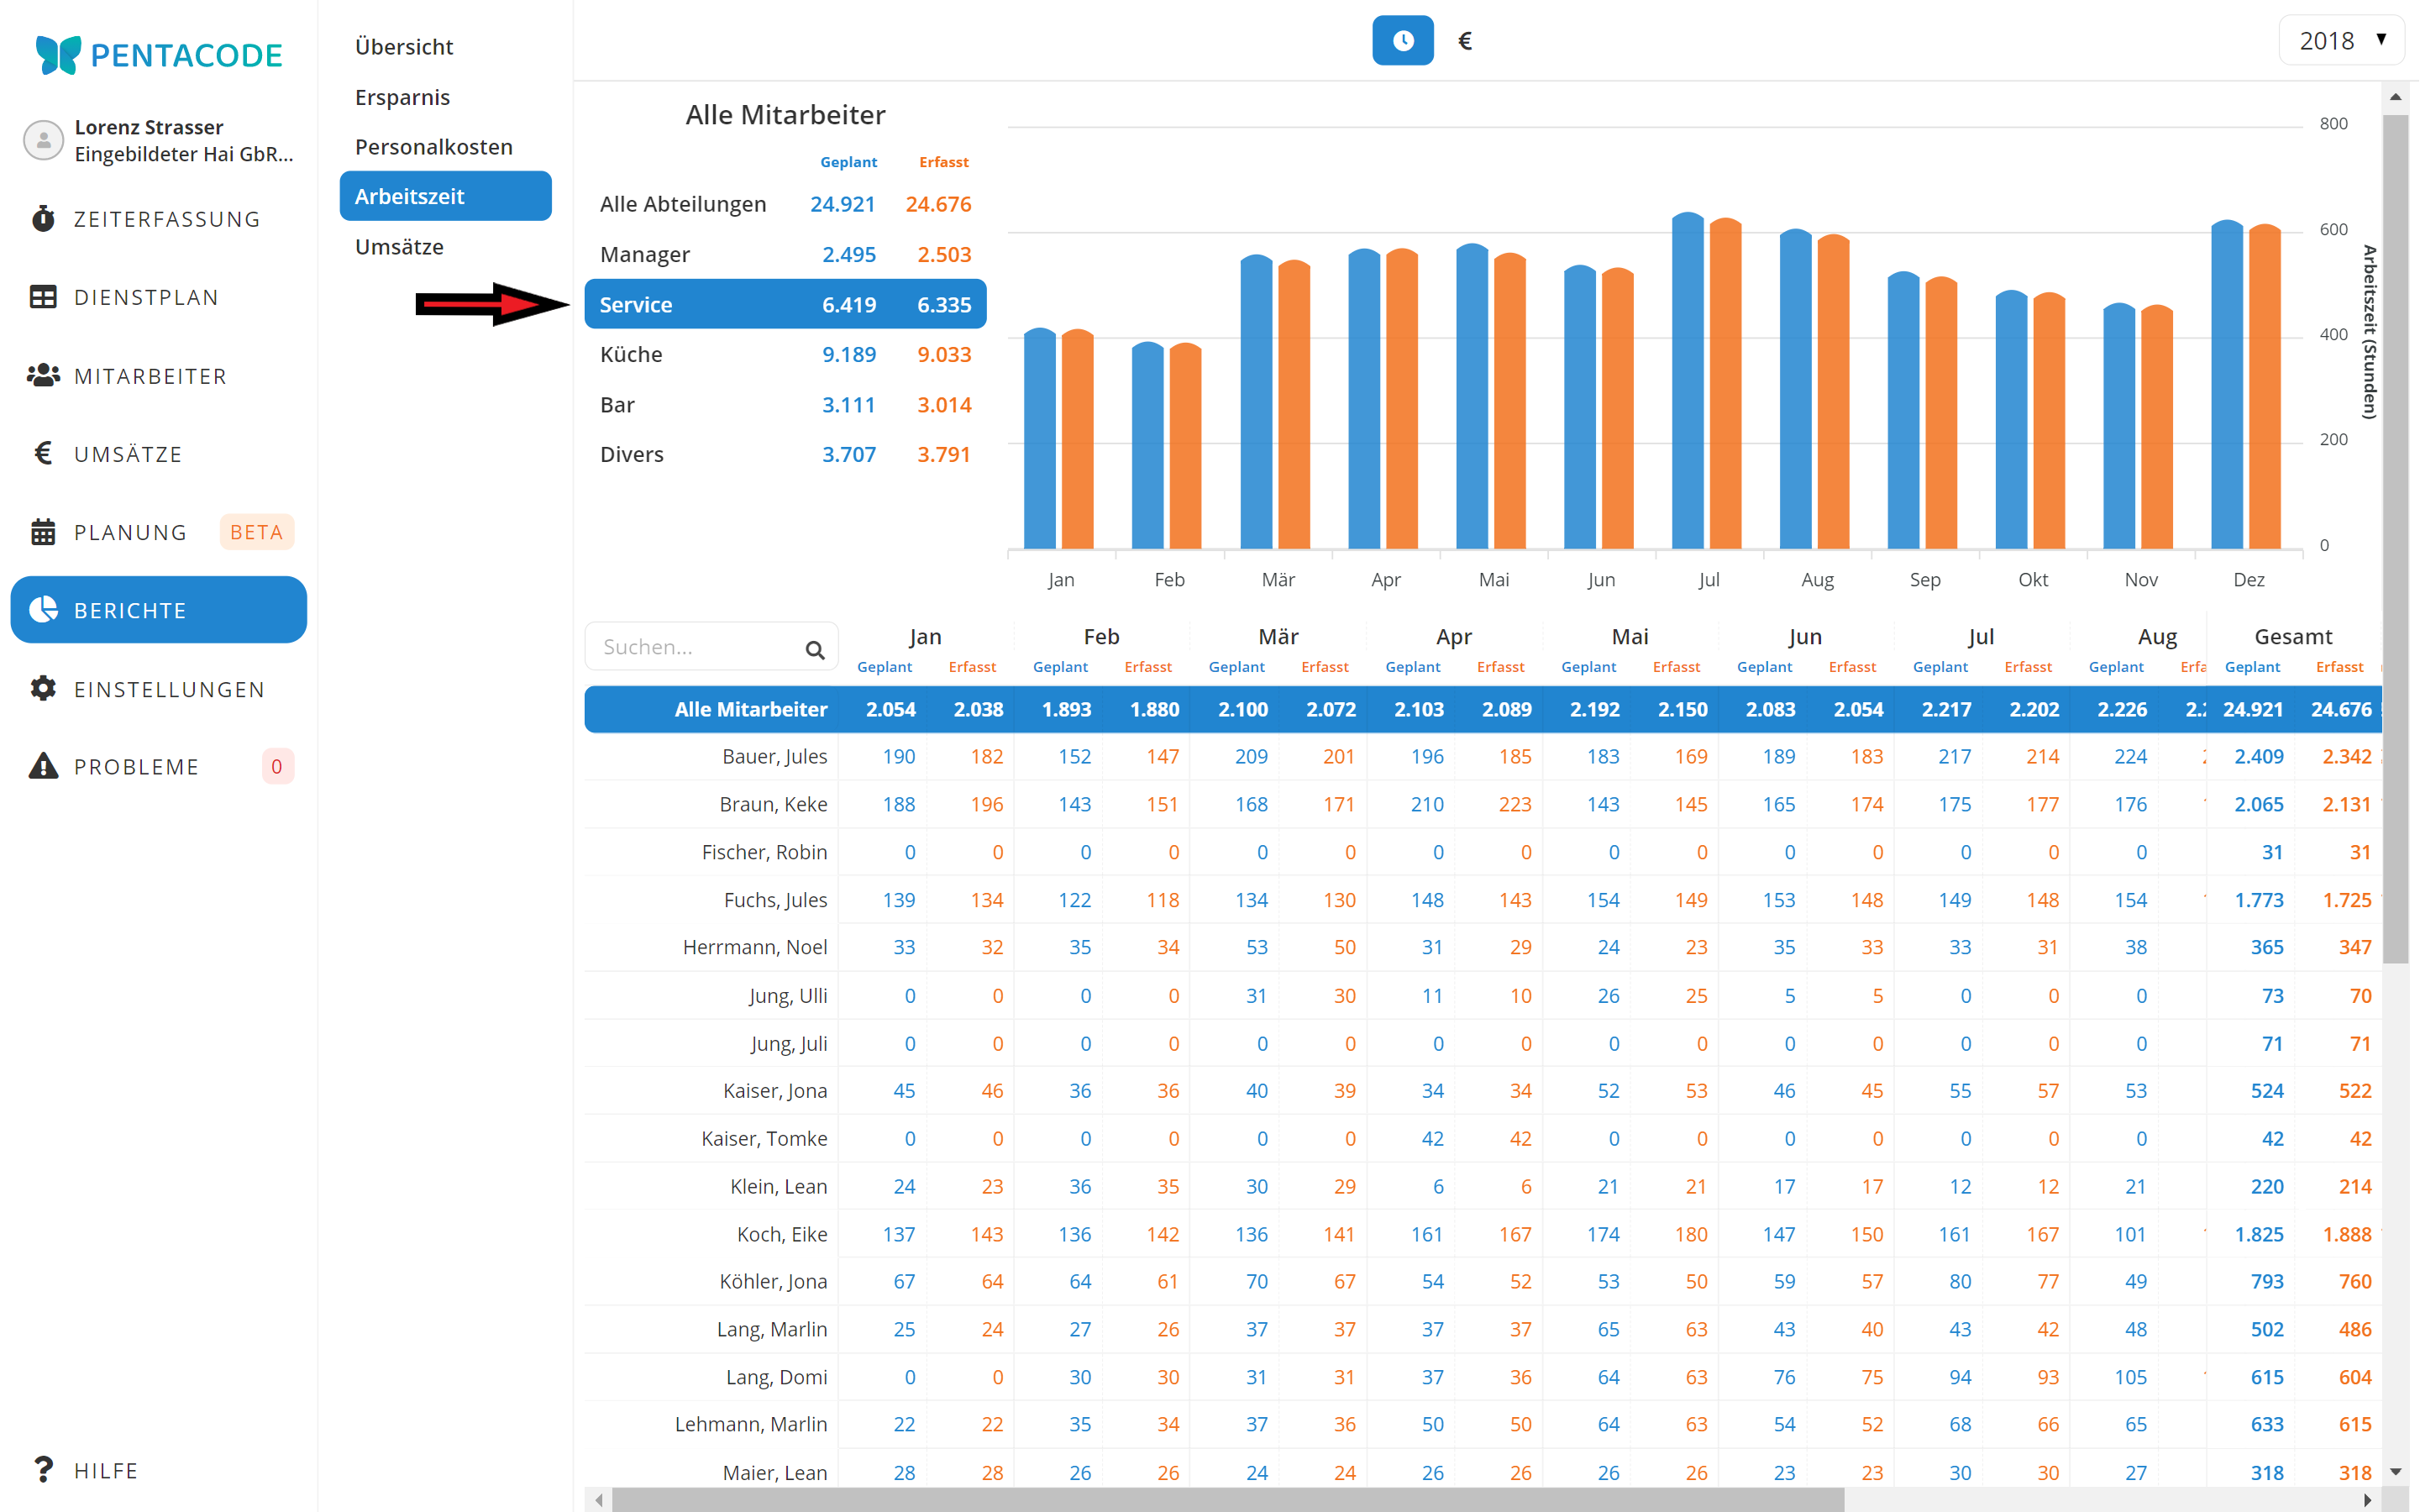 PENTACODE
Lorenz Strasser
Eingebildeter Hai GbR...
ZEITERFASSUNG
DIENSTPLAN
MITARBEITER
€ UMSÄTZE
PLANUNG BETA
BERICHTE
EINSTELLUNGEN
PROBLEME 0
? HILFE
Übersicht
Ersparnis
Personalkosten
Arbeitszeit
Umsätze
€
2018
Alle Mitarbeiter
Geplant Erfasst
Alle Abteilungen 24.921 24.676
Manager 2.495 2.503
Service 6.419 6.335
Küche 9.189 9.033
Bar 3.111 3.014
Divers 3.707 3.791
800
600
400
200
0
Arbeitszeit (Stunden)
Jan Feb Mär Apr Mai Jun Jul Aug Sep Okt Nov Dez
Suchen...
Jan Feb Mär Apr Mai Jun Jul Aug Gesamt
Geplant Erfasst Geplant Erfasst Geplant Erfasst Geplant Erfasst Geplant Erfasst Geplant Erfasst Geplant Erfasst Geplant Geplant Erfasst
Alle Mitarbeiter 2.054 2.038 1.893 1.880 2.100 2.072 2.103 2.089 2.192 2.150 2.083 2.054 2.217 2.202 2.226 24.921 24.676
Bauer, Jules 190 182 152 147 209 201 196 185 183 169 189 183 217 214 224 2.409 2.342
Braun, Keke 188 196 143 151 168 171 210 223 143 145 165 174 175 177 176 2.065 2.131
Fischer, Robin 0 0 0 0 0 0 0 0 0 0 0 0 0 0 0 31 31
Fuchs, Jules 139 134 122 118 134 130 148 143 154 149 153 148 149 148 154 1.773 1.725
Herrmann, Noel 33 32 35 34 53 50 31 29 24 23 35 33 33 31 38 365 347
Jung, Ulli 0 0 0 0 31 30 11 10 26 25 5 5 0 0 0 73 70
Jung, Juli 0 0 0 0 0 0 0 0 0 0 0 0 0 0 0 71 71
Kaiser, Jona 45 46 36 36 40 39 34 34 52 53 46 45 55 57 53 524 522
Kaiser, Tomke 0 0 0 0 0 0 42 42 0 0 0 0 0 0 0 42 42
Klein, Lean 24 23 36 35 30 29 6 6 21 21 17 17 12 12 21 220 214
Koch, Eike 137 143 136 142 136 141 161 167 174 180 147 150 161 167 101 1.825 1.888
Köhler, Jona 67 64 64 61 70 67 54 52 53 50 59 57 80 77 49 793 760
Lang, Marlin 25 24 27 26 37 37 37 37 65 63 43 40 43 42 48 502 486
Lang, Domi 0 0 30 30 31 31 37 36 64 63 76 75 94 93 105 615 604
Lehmann, Marlin 22 22 35 34 37 36 50 50 64 63 54 52 68 66 65 633 615
Maier, Lean 28 28 26 26 24 24 26 26 26 26 23 23 30 30 27 318 318